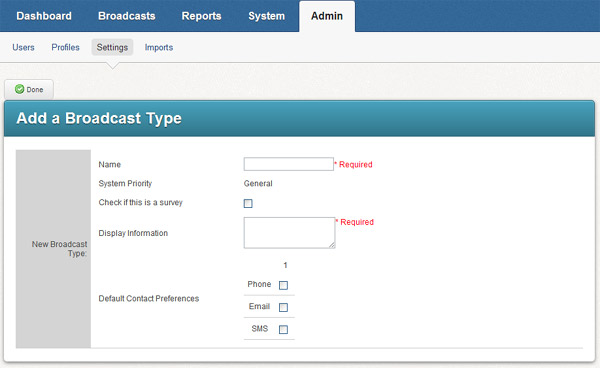 Dashboard Broadcasts Reports System Admin
Users Profiles Settings Imports
Done
Add a Broadcast Type
New Broadcast Type:
Name * Required
System Priority General
Check if this is a survey
Display Information * Required
1
Default Contact Preferences
Phone
Email
SMS